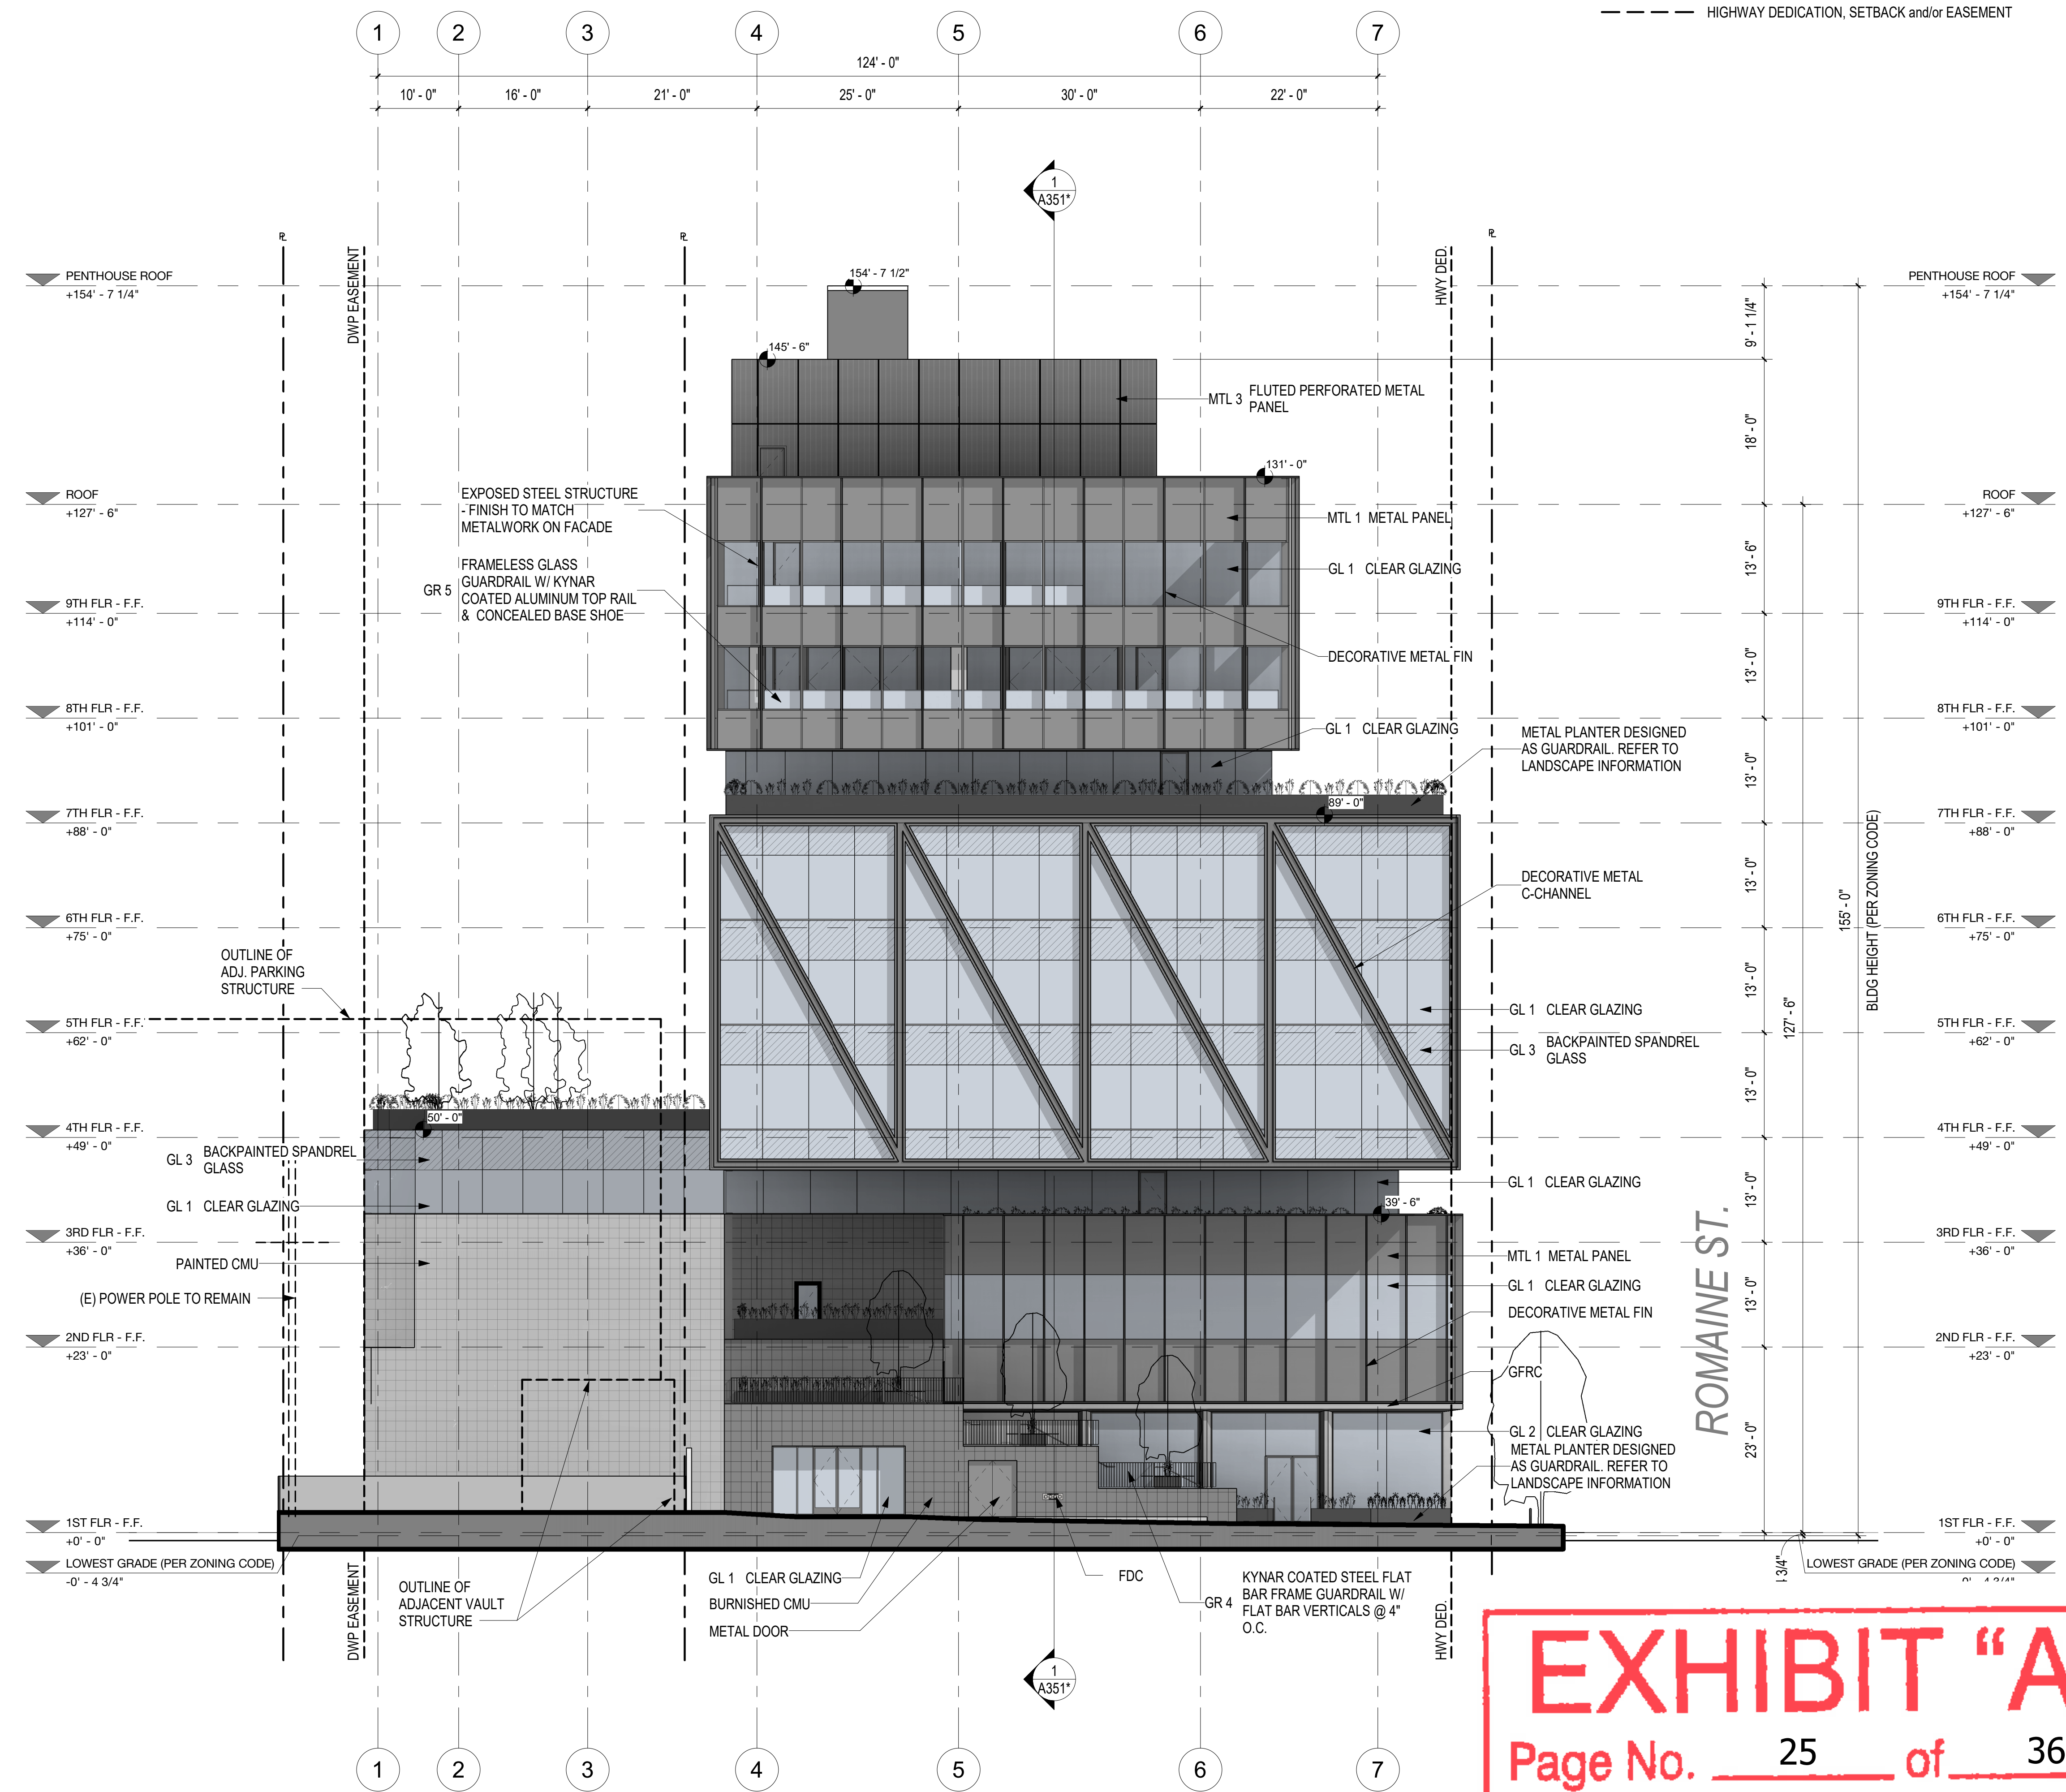 HIGHWAY DEDICATION, SETBACK and/or EASEMENT
1 2 3 4 5 6 7
124' - 0"
10' - 0" 16' - 0" 21' - 0" 25' - 0" 30' - 0" 22' - 0"
1
A351*
PL PL PL
DWP EASEMENT
HWY DED.
PENTHOUSE ROOF
+154' - 7 1/4"
ROOF
+127' - 6"
9TH FLR - F.F.
+114' - 0"
8TH FLR - F.F.
+101' - 0"
7TH FLR - F.F.
+88' - 0"
6TH FLR - F.F.
+75' - 0"
5TH FLR - F.F.
+62' - 0"
4TH FLR - F.F.
+49' - 0"
3RD FLR - F.F.
+36' - 0"
2ND FLR - F.F.
+23' - 0"
1ST FLR - F.F.
+0' - 0"
LOWEST GRADE (PER ZONING CODE)
-0' - 4 3/4"
154' - 7 1/2"
145' - 6"
MTL 3 FLUTED PERFORATED METAL
PANEL
131' - 0"
EXPOSED STEEL STRUCTURE
- FINISH TO MATCH
METALWORK ON FACADE
GR 5
FRAMELESS GLASS
GUARDRAIL W/ KYNAR
COATED ALUMINUM TOP RAIL
& CONCEALED BASE SHOE
MTL 1 METAL PANEL
GL 1 CLEAR GLAZING
DECORATIVE METAL FIN
GL 1 CLEAR GLAZING
METAL PLANTER DESIGNED
AS GUARDRAIL. REFER TO
LANDSCAPE INFORMATION
89' - 0"
DECORATIVE METAL
C-CHANNEL
OUTLINE OF
ADJ. PARKING
STRUCTURE
GL 1 CLEAR GLAZING
GL 3 BACKPAINTED SPANDREL
GLASS
50' - 0"
GL 3 BACKPAINTED SPANDREL
GLASS
GL 1 CLEAR GLAZING
PAINTED CMU
(E) POWER POLE TO REMAIN
GL 1 CLEAR GLAZING
39' - 6"
MTL 1 METAL PANEL
GL 1 CLEAR GLAZING
DECORATIVE METAL FIN
GFRC
GL 2 CLEAR GLAZING
METAL PLANTER DESIGNED
AS GUARDRAIL. REFER TO
LANDSCAPE INFORMATION
ROMAINE ST.
9' - 1 1/4"
18' - 0"
13' - 6"
13' - 0"
13' - 0"
13' - 0"
13' - 0"
13' - 0"
13' - 0"
13' - 0"
23' - 0"
127' - 6"
155' - 0"
BLDG HEIGHT (PER ZONING CODE)
PENTHOUSE ROOF
+154' - 7 1/4"
ROOF
+127' - 6"
9TH FLR - F.F.
+114' - 0"
8TH FLR - F.F.
+101' - 0"
7TH FLR - F.F.
+88' - 0"
6TH FLR - F.F.
+75' - 0"
5TH FLR - F.F.
+62' - 0"
4TH FLR - F.F.
+49' - 0"
3RD FLR - F.F.
+36' - 0"
2ND FLR - F.F.
+23' - 0"
1ST FLR - F.F.
+0' - 0"
LOWEST GRADE (PER ZONING CODE)
DWP EASEMENT
OUTLINE OF
ADJACENT VAULT
STRUCTURE
GL 1 CLEAR GLAZING
BURNISHED CMU
METAL DOOR
FDC
GR 4
KYNAR COATED STEEL FLAT
BAR FRAME GUARDRAIL W/
FLAT BAR VERTICALS @ 4"
O.C.
HWY DED.
1
A351*
1 2 3 4 5 6 7
EXHIBIT "A
Page No. 25 of 36